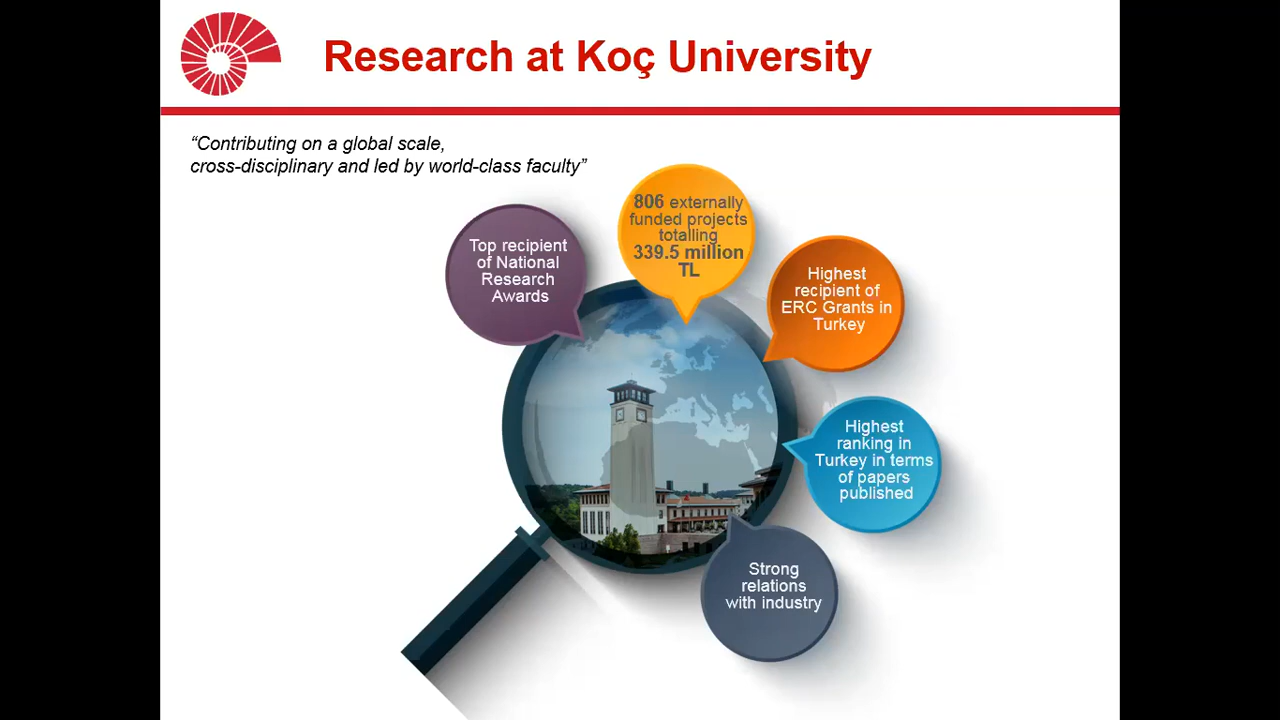 Research at Koç University
“Contributing on a global scale,
cross-disciplinary and led by world-class faculty”
Top recipient
of National
Research
Awards
806 externally
funded projects
totalling
339.5 million
TL
Highest
recipient of
ERC Grants in
Turkey
Highest
ranking in
Turkey in terms
of papers
published
Strong
relations
with industry